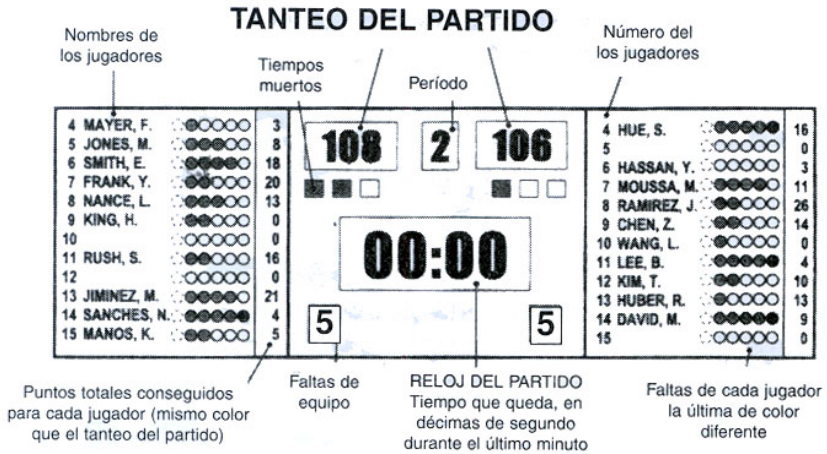 TANTEO DEL PARTIDO
Nombres de
los jugadores
Tiempos
muertos
Período
Número del
los jugadores
4 MAYER, F. 3
5 JONES, M. 8
6 SMITH, E. 18
7 FRANK, Y. 20
8 NANCE, L. 13
9 KING, H. 0
10 0
11 RUSH, S. 16
12 0
13 JIMINEZ, M. 21
14 SANCHES, N. 4
15 MANOS, K. 5
108 2 106
00:00
5 5
4 HUE, S. 16
5 0
6 HASSAN, Y. 3
7 MOUSSA, M. 11
8 RAMIREZ, J. 26
9 CHEN, Z. 14
10 WANG, L. 0
11 LEE, B. 4
12 KIM, T. 10
13 HUBER, R. 13
14 DAVID, M. 9
15 0
Puntos totales conseguidos
para cada jugador (mismo color
que el tanteo del partido)
Faltas de
equipo
RELOJ DEL PARTIDO
Tiempo que queda, en
décimas de segundo
durante el último minuto
Faltas de cada jugador
la última de color
diferente